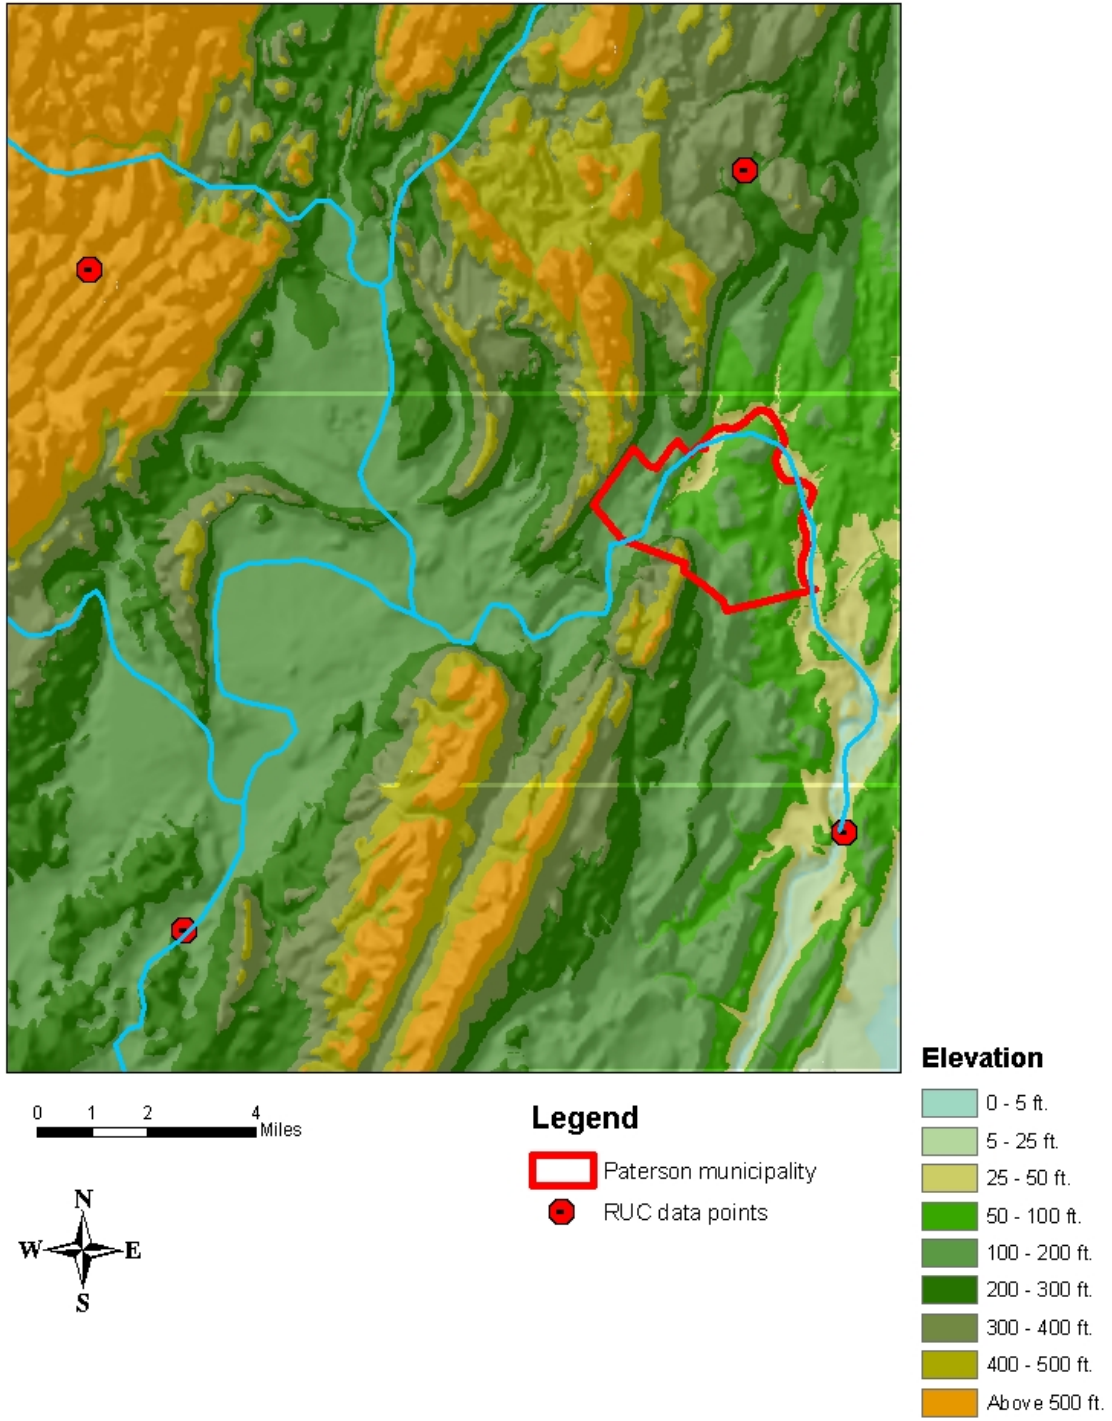 0 1 2 4
Miles
N
W E
S
Legend
Paterson municipality
RUC data points
Elevation
0 - 5 ft.
5 - 25 ft.
25 - 50 ft.
50 - 100 ft.
100 - 200 ft.
200 - 300 ft.
300 - 400 ft.
400 - 500 ft.
Above 500 ft.